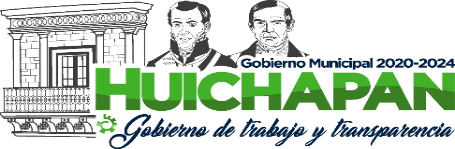 Gobierno Municipal 2020-2024
HUICHAPAN
Gobierno de trabajo y transparencia